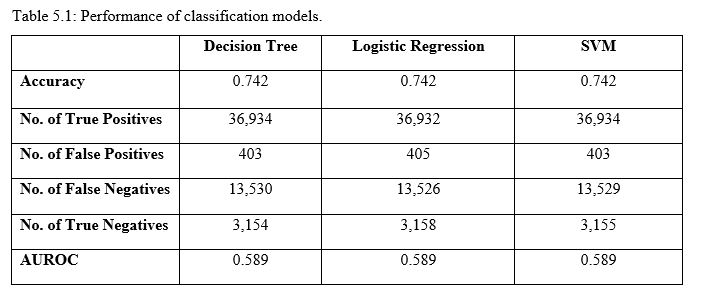 Table 5.1: Performance of classification models.
Decision Tree Logistic Regression SVM
Accuracy 0.742 0.742 0.742
No. of True Positives 36,934 36,932 36,934
No. of False Positives 403 405 403
No. of False Negatives 13,530 13,526 13,529
No. of True Negatives 3,154 3,158 3,155
AUROC 0.589 0.589 0.589